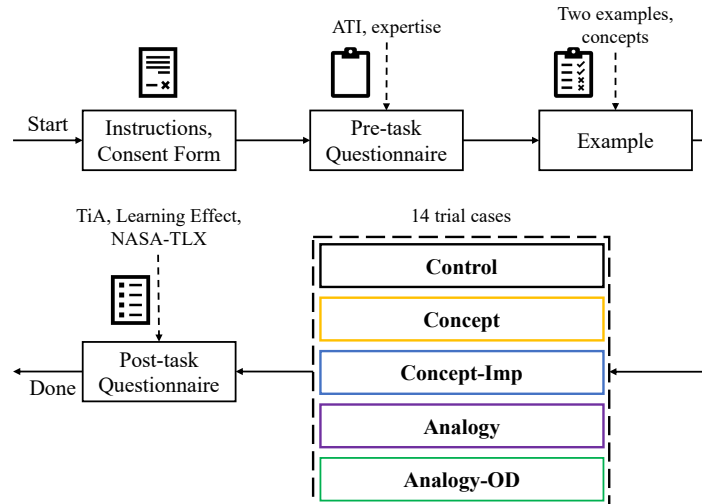 Start
Instructions,
Consent Form
ATI, expertise
Pre-task
Questionnaire
Two examples,
concepts
Example
14 trial cases
Control
Concept
Concept-Imp
Analogy
Analogy-OD
TiA, Learning Effect,
NASA-TLX
Post-task
Questionnaire
Done